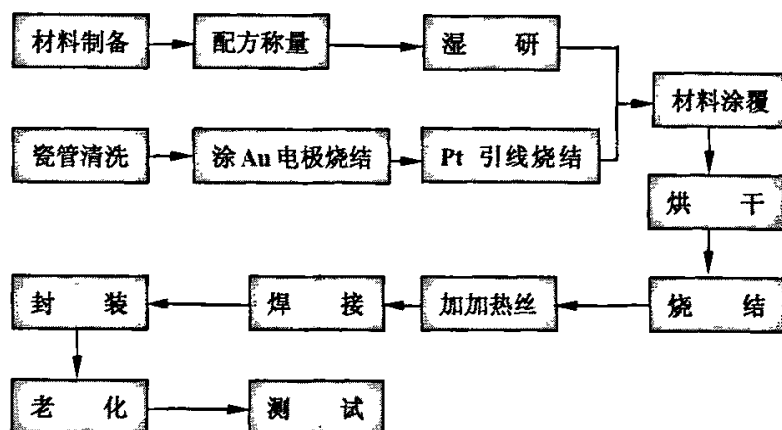 材料制备
配方称量
湿 研
材料涂覆
瓷管清洗
涂Au电极烧结
Pt 引线烧结
烘 干
封 装
焊 接
加加热丝
烧 结
老 化
测 试